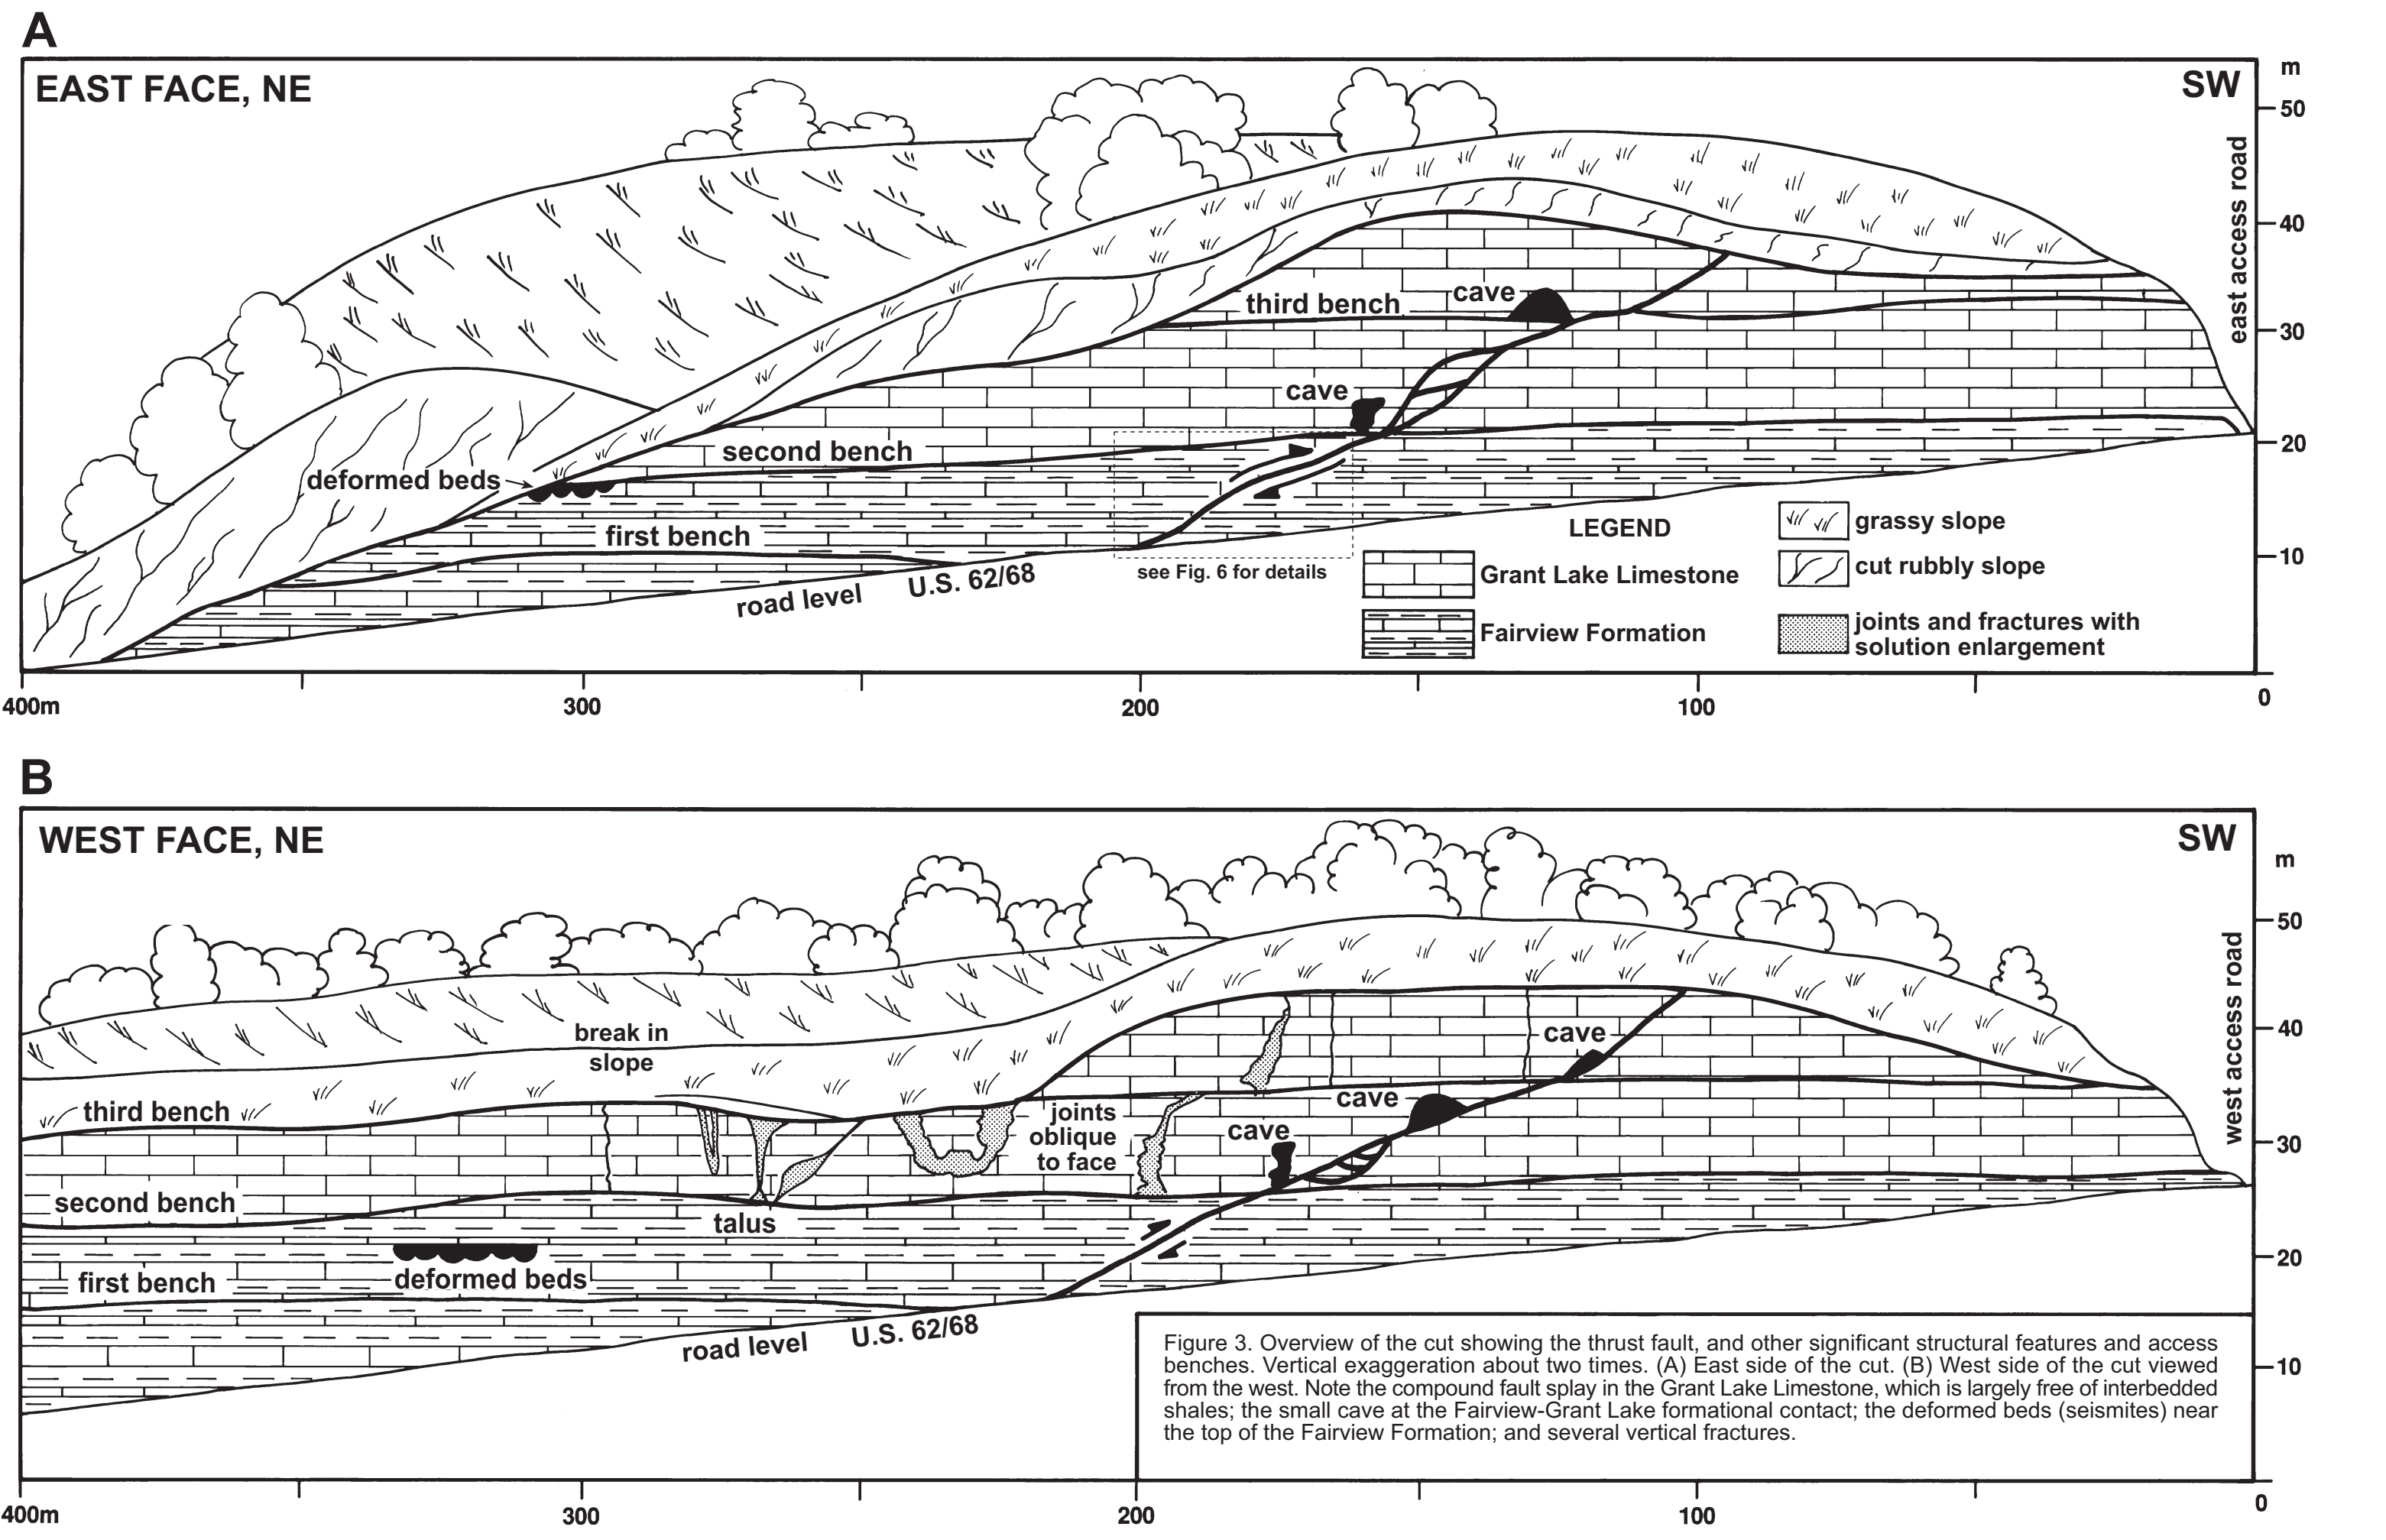 A
EAST FACE, NE
SW
m
50
40
30
20
10
east access road
third bench
cave
cave
second bench
deformed beds
first bench
see Fig. 6 for details
road level
U.S. 62/68
LEGEND
Grant Lake Limestone
Fairview Formation
grassy slope
cut rubbly slope
joints and fractures with
solution enlargement
400m
300
200
100
0
B
WEST FACE, NE
SW
m
50
40
30
20
10
west access road
break in
slope
third bench
cave
cave
cave
joints
oblique
to face
second bench
talus
first bench
deformed beds
road level
U.S. 62/68
Figure 3. Overview of the cut showing the thrust fault, and other significant structural features and access
benches. Vertical exaggeration about two times. (A) East side of the cut. (B) West side of the cut viewed
from the west. Note the compound fault splay in the Grant Lake Limestone, which is largely free of interbedded
shales; the small cave at the Fairview-Grant Lake formational contact; the deformed beds (seismites) near
the top of the Fairview Formation; and several vertical fractures.
400m
300
200
100
0